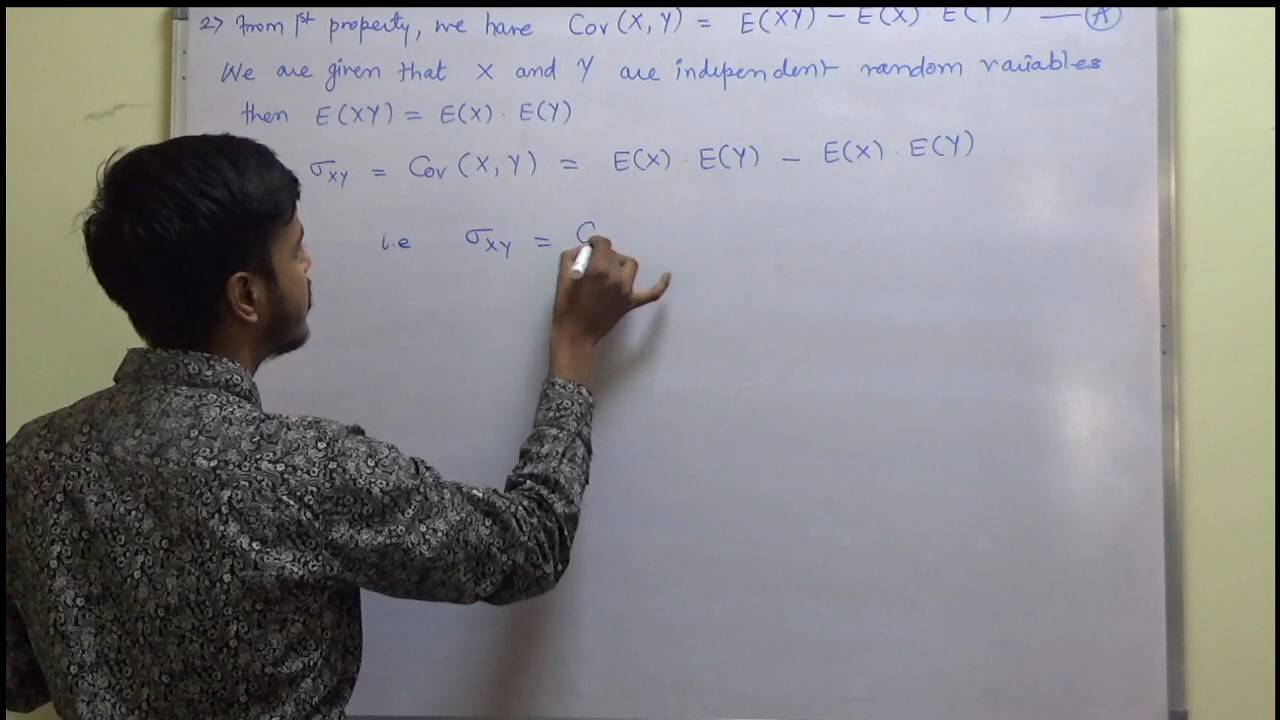 2> From 1st property, we have Cov (X, Y) = E(XY) - E(X) · E(Y) — (A)
We are given that X and Y are independent random variables
then E(XY) = E(X) · E(Y)
σXY = Cov (X, Y) = E(X) · E(Y) - E(X) · E(Y)
i.e σXY = C